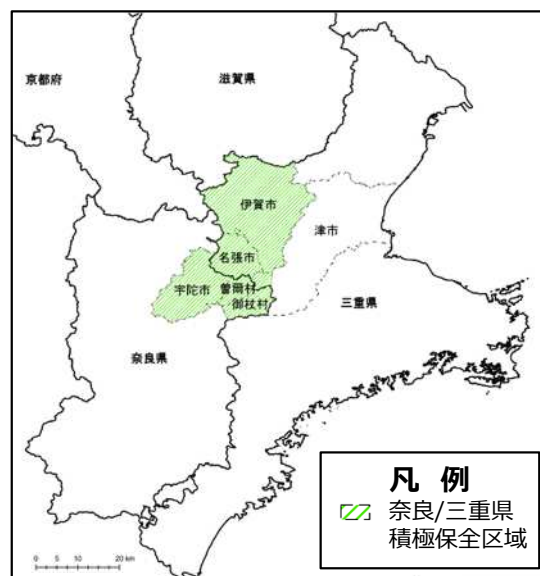 京都府
滋賀県
伊賀市
津市
名張市
宇陀市
曽爾村
御杖村
三重県
奈良県
凡 例
奈良/三重県
積極保全区域
0 5 10 20 km